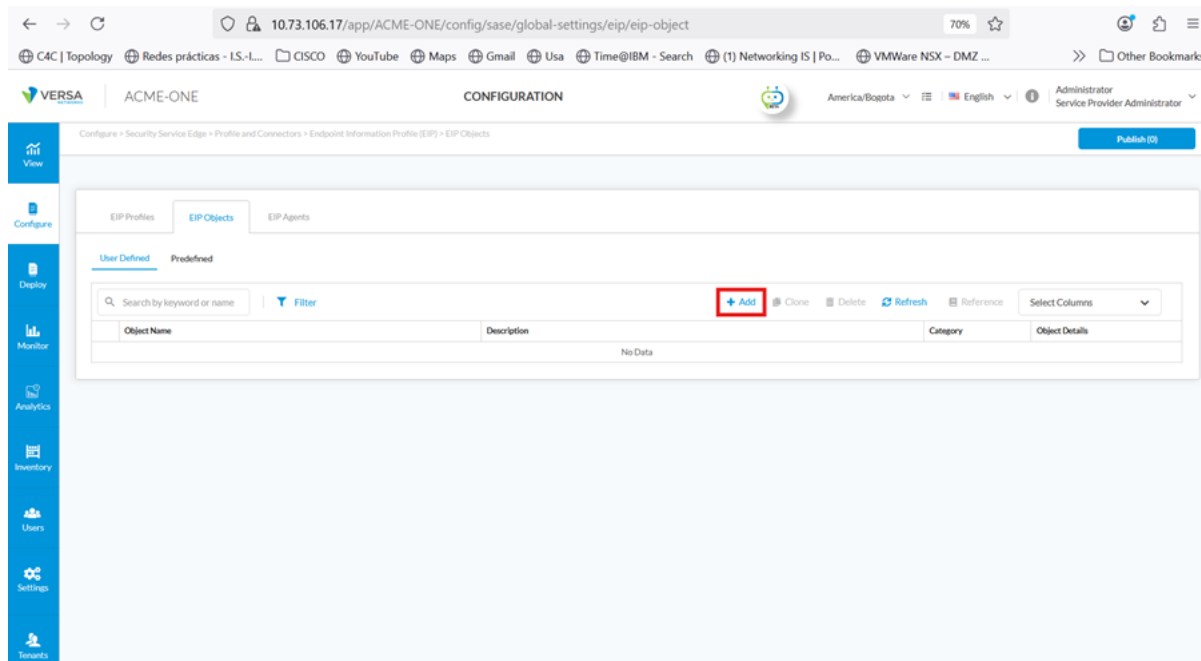 10.73.106.17/app/ACME-ONE/config/sase/global-settings/eip/eip-object 70%
C4C | Topology Redes prácticas - I.S.-I.... CISCO YouTube Maps Gmail Usa Time@IBM - Search (1) Networking IS | Po... VMWare NSX – DMZ ... Other Bookmarks
VERSA NETWORKS ACME-ONE CONFIGURATION America/Bogota English Administrator
Service Provider Administrator
Configure > Security Service Edge > Profile and Connectors > Endpoint Information Profile (EIP) > EIP Objects Publish (0)
View
EIP Profiles EIP Objects EIP Agents
Configure
User Defined Predefined
Deploy
Search by keyword or name Filter + Add Clone Delete Refresh Reference Select Columns
Object Name Description Category Object Details
Monitor
No Data
Analytics
Inventory
Users
Settings
Tenants